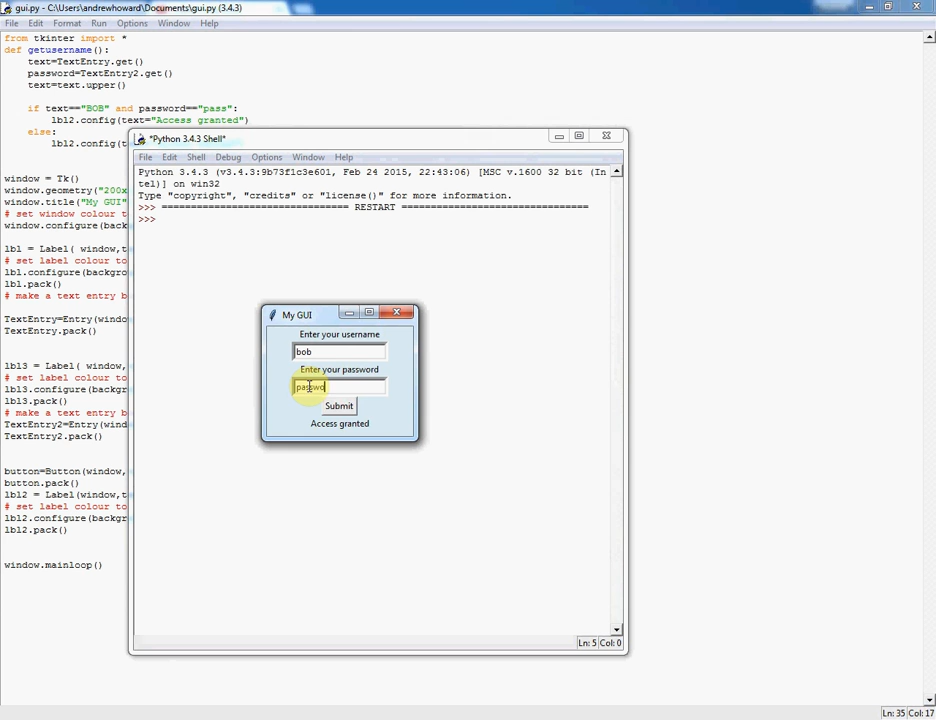 gui.py - C:\Users\andrewhoward\Documents\gui.py (3.4.3)
File Edit Format Run Options Window Help
from tkinter import *
def getusername():
    text=TextEntry.get()
    password=TextEntry2.get()
    text=text.upper()
    if text=="BOB" and password=="pass":
        lbl2.config(text="Access granted")
    else:
        lbl2.config(t
window = Tk()
window.geometry("200x
window.title("My GUI"
# set window colour to
window.configure(backg
lbl = Label( window,t
# set label colour to
lbl.configure(backgro
lbl.pack()
# make a text entry b
TextEntry=Entry(windo
TextEntry.pack()
lbl3 = Label( window,
# set label colour to
lbl3.configure(backgr
lbl3.pack()
# make a text entry b
TextEntry2=Entry(wind
TextEntry2.pack()
button=Button(window,
button.pack()
lbl2 = Label(window,t
# set label colour to
lbl2.configure(backgr
lbl2.pack()
window.mainloop()
*Python 3.4.3 Shell*
File Edit Shell Debug Options Window Help
Python 3.4.3 (v3.4.3:9b73f1c3e601, Feb 24 2015, 22:43:06) [MSC v.1600 32 bit (In
tel)] on win32
Type "copyright", "credits" or "license()" for more information.
>>> ================================ RESTART ================================
>>>
My GUI
Enter your username
bob
Enter your password
passwo
Submit
Access granted
Ln: 5 Col: 0
Ln: 35 Col: 17